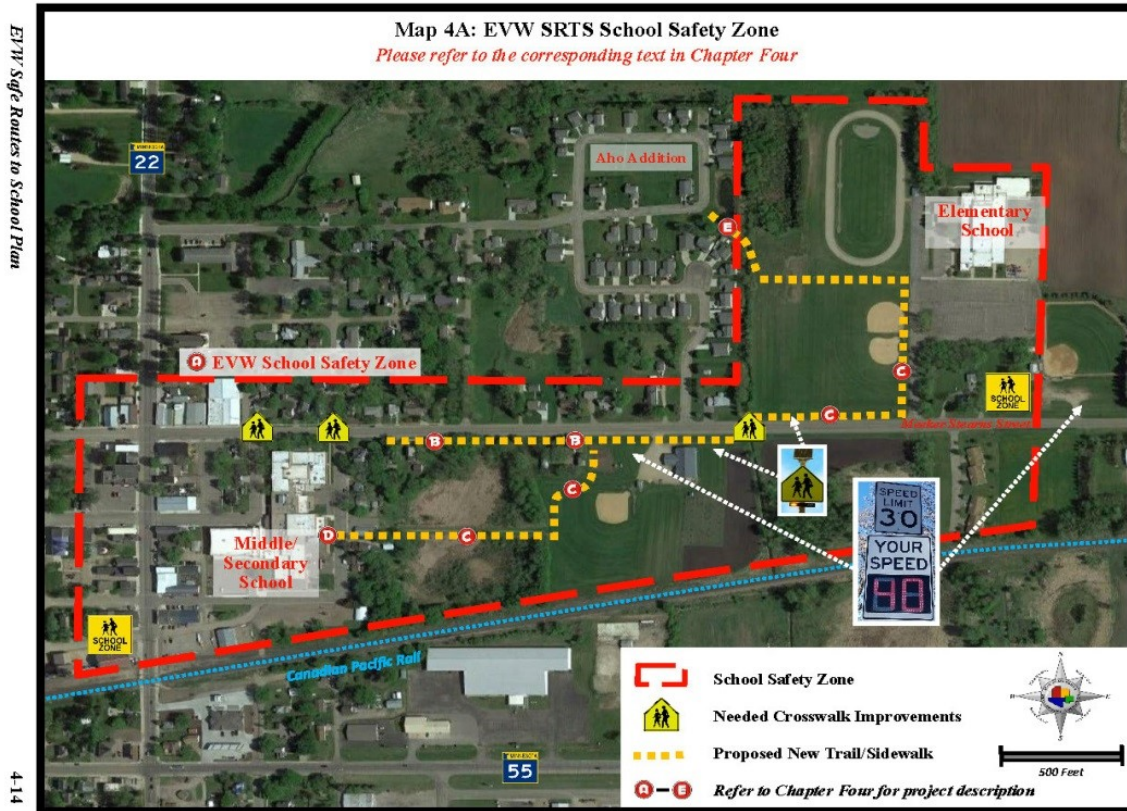 EVW Safe Routes to School Plan
4-14
Map 4A: EVW SRTS School Safety Zone
Please refer to the corresponding text in Chapter Four
MINNESOTA
22
Aho Addition
E
Elementary
School
A EVW School Safety Zone
C
SCHOOL
ZONE
C
Meeker Stearns Street
B
B
SPEED
LIMIT
30
YOUR
SPEED
40
C
D
C
Middle/
Secondary
School
SCHOOL
ZONE
Canadian Pacific Rail
MINNESOTA
55
School Safety Zone
Needed Crosswalk Improvements
Proposed New Trail/Sidewalk
A – E Refer to Chapter Four for project description
N
W
E
S
500 Feet